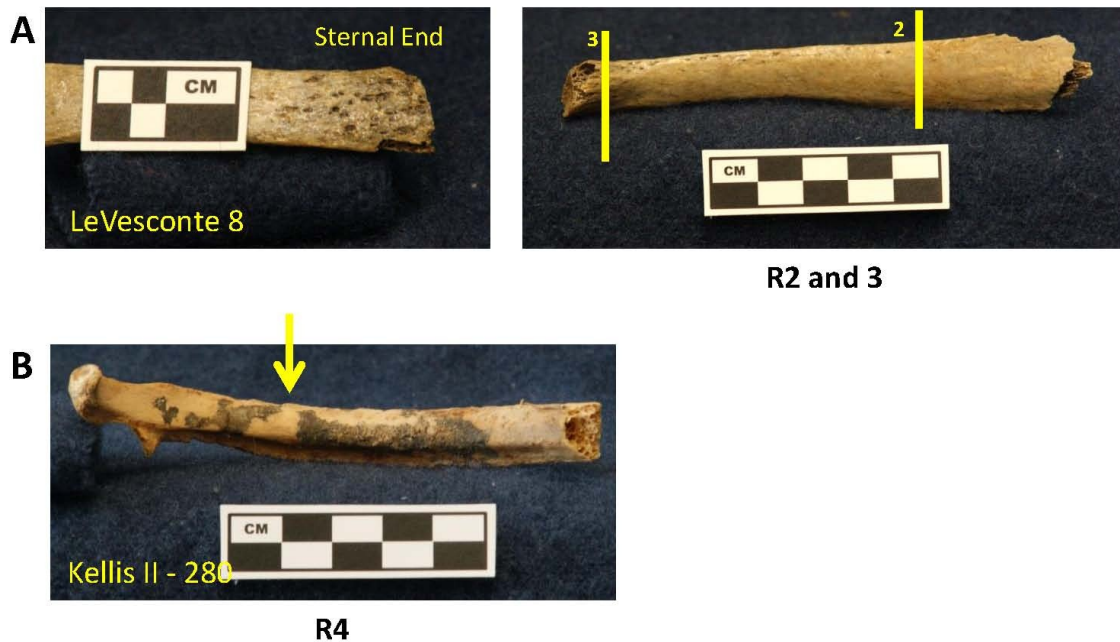 A
Sternal End
CM
LeVesconte 8
3
2
CM
R2 and 3
B
CM
Kellis II - 280
R4